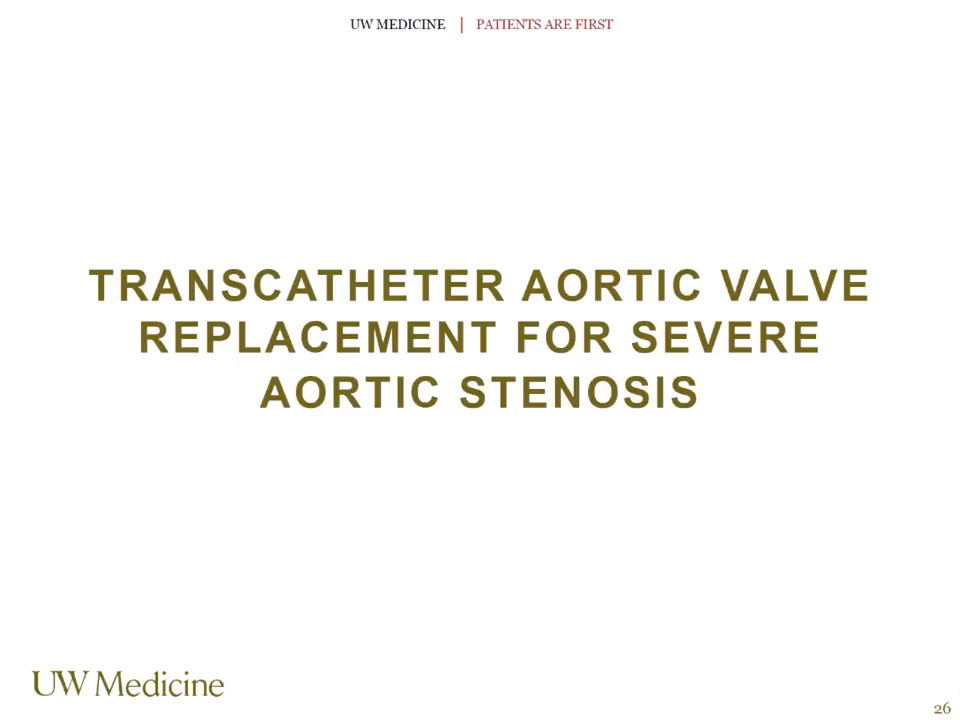 UW MEDICINE | PATIENTS ARE FIRST
TRANSCATHETER AORTIC VALVE
REPLACEMENT FOR SEVERE
AORTIC STENOSIS
UW Medicine
26